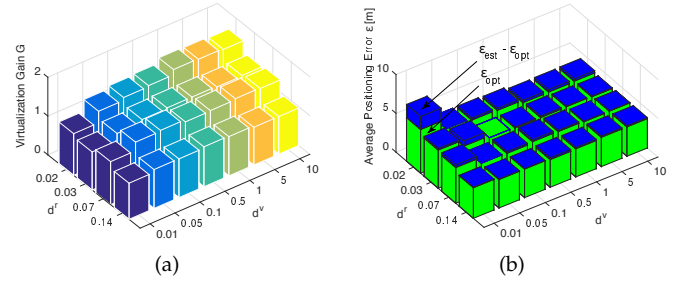 Virtualization Gain G
2
1
0
0.02
0.03
0.07
0.14
d^r
0.01
0.05
0.1
0.5
1
5
10
d^v
(a)
Average Positioning Error ε [m]
10
5
0
ε_est - ε_opt
ε_opt
0.02
0.03
0.07
0.14
d^r
0.01
0.05
0.1
0.5
1
5
10
d^v
(b)